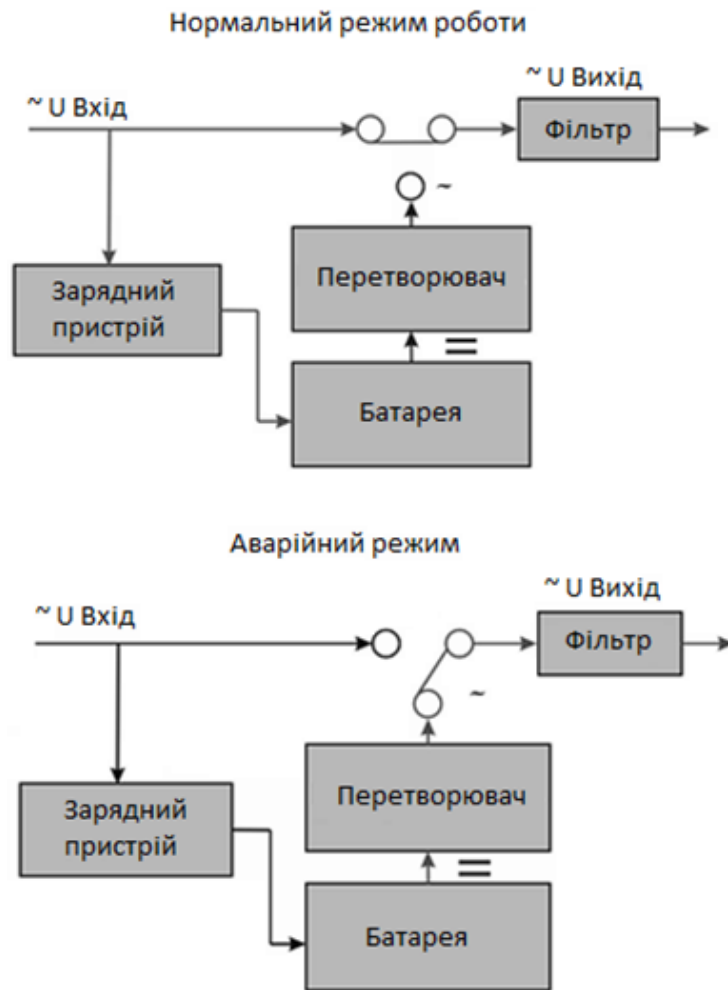 Нормальний режим роботи
~ U Вихід
~ U Вхід
Фільтр
~
Перетворювач
Зарядний
пристрій
=
Батарея
Аварійний режим
~ U Вихід
~ U Вхід
Фільтр
~
Перетворювач
Зарядний
пристрій
=
Батарея